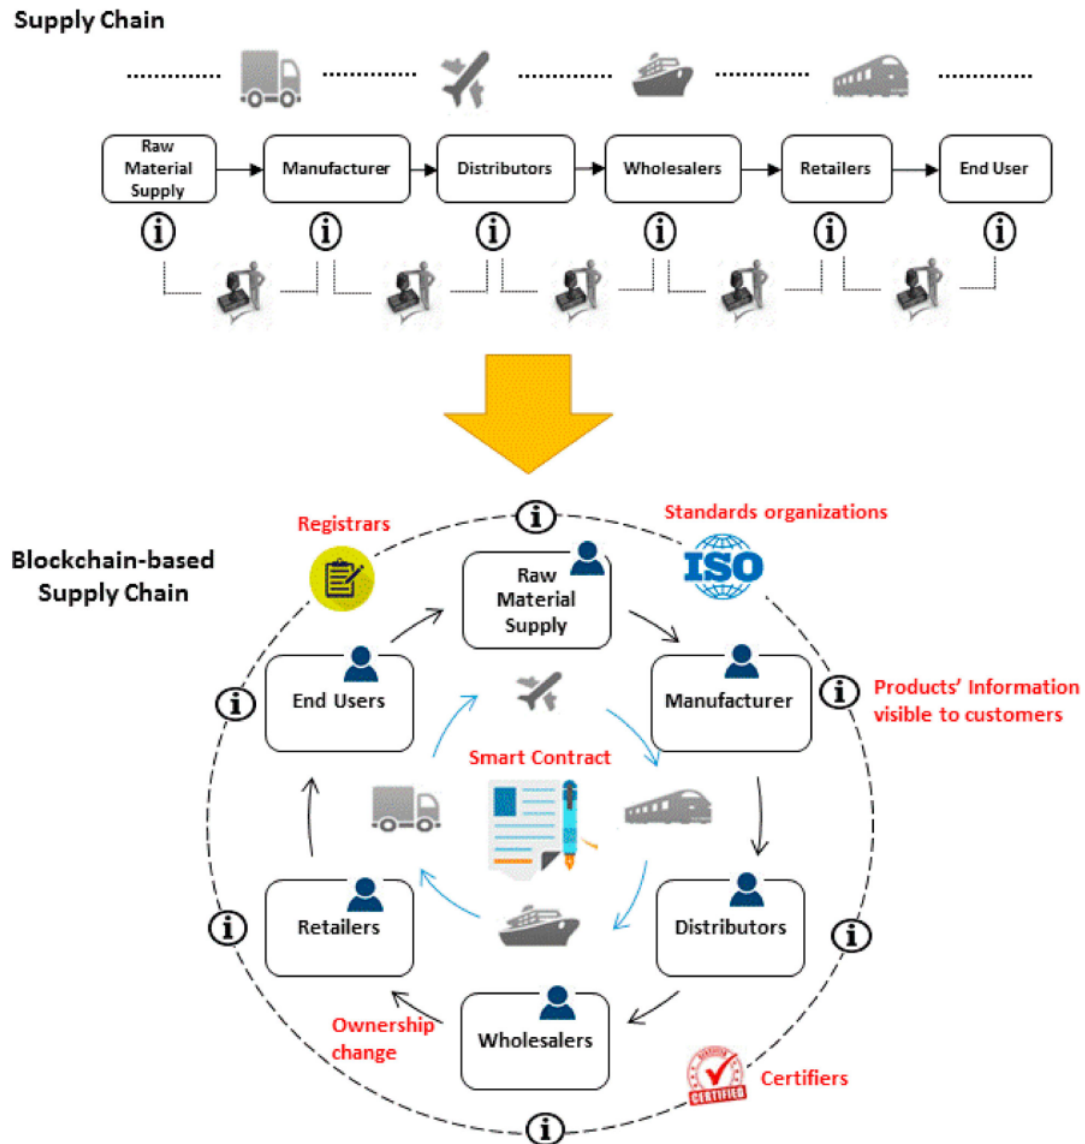 Supply Chain
Raw
Material
Supply
Manufacturer
Distributors
Wholesalers
Retailers
End User
i
i
i
i
i
i
Blockchain-based
Supply Chain
Registrars
i
Standards organizations
ISO
Raw
Material
Supply
End Users
Manufacturer
i
i
Products' Information
visible to customers
Smart Contract
Retailers
Distributors
i
i
Ownership
change
Wholesalers
CERTIFIED
Certifiers
i